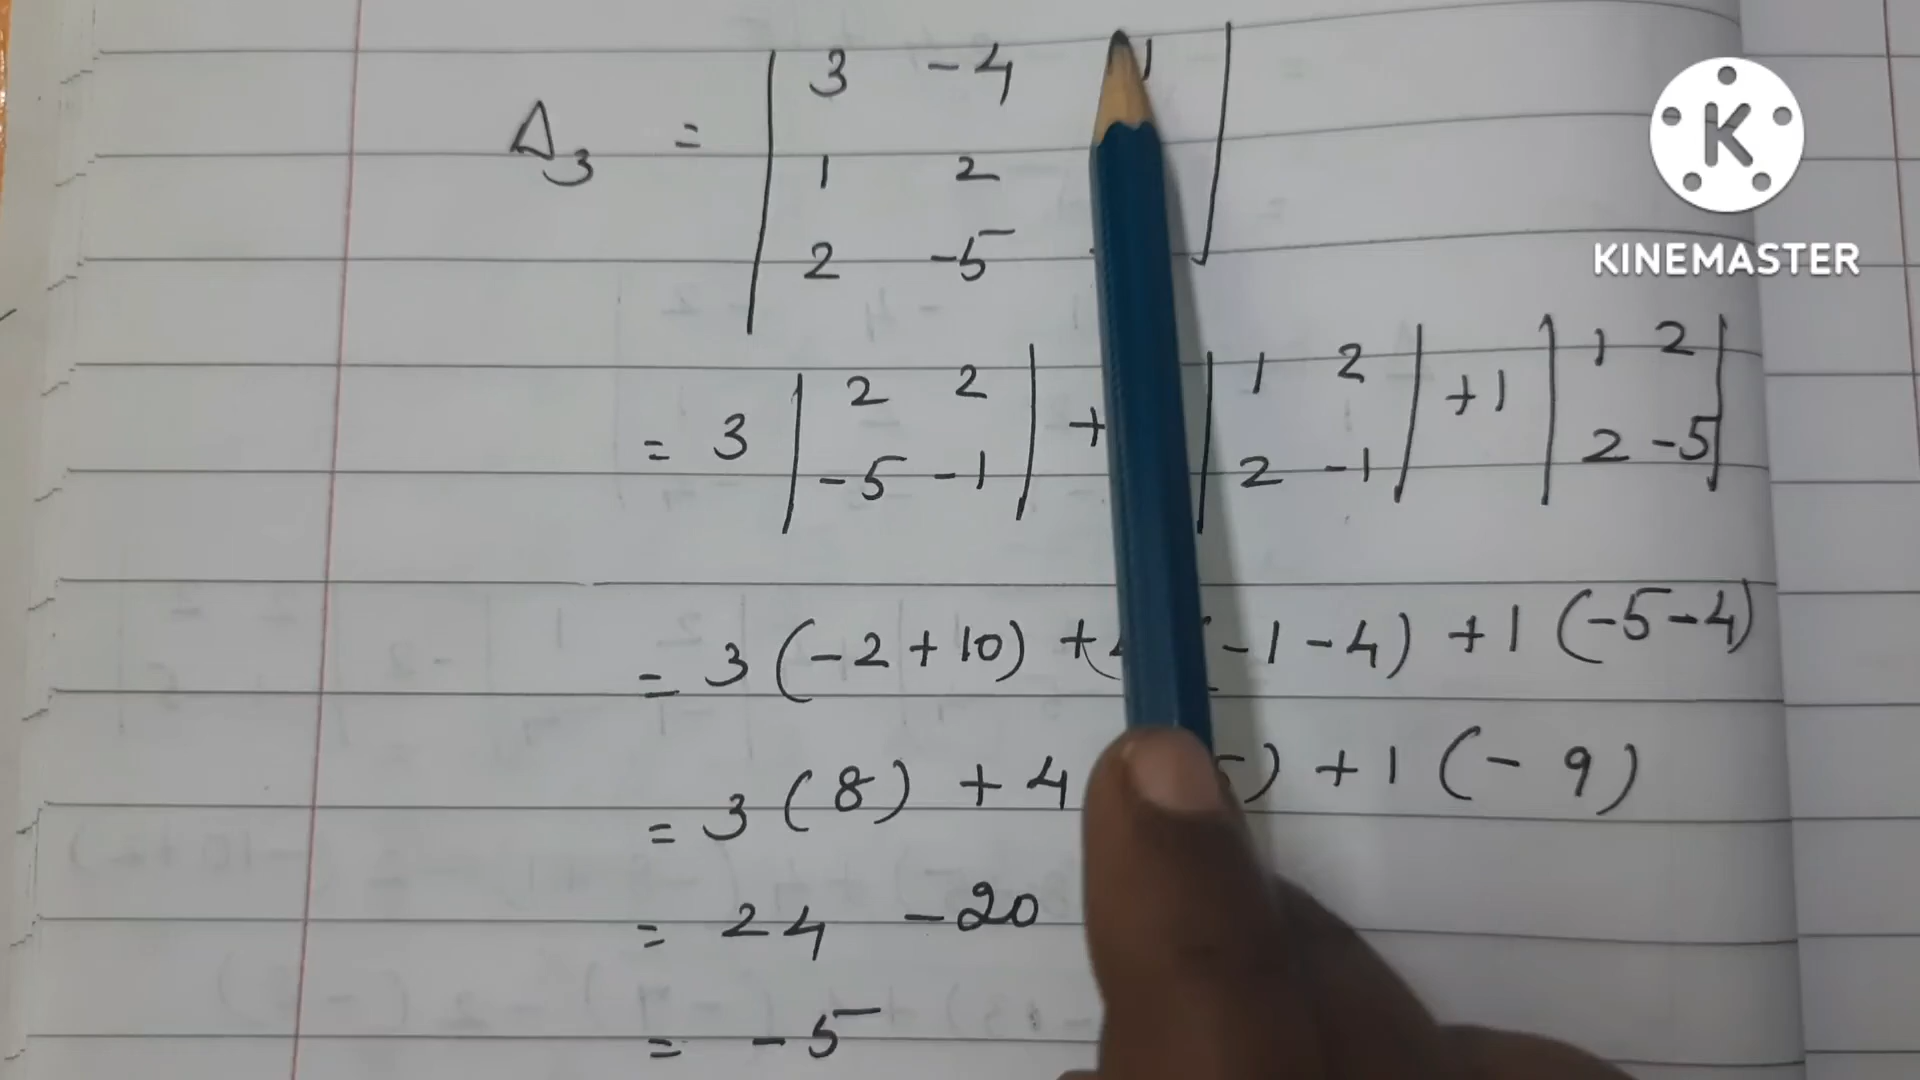 Δ₃ = | 3 -4 1 |
| 1 2 |
| 2 -5 |
= 3 | 2 2 | + | 1 2 | +1 | 1 2 |
| -5 -1 | | 2 -1 | | 2 -5 |
= 3 (-2+10) + -1-4) +1 (-5-4)
= 3 (8) + 4 5) +1 (-9)
= 24 -20
= -5
K
KINEMASTER